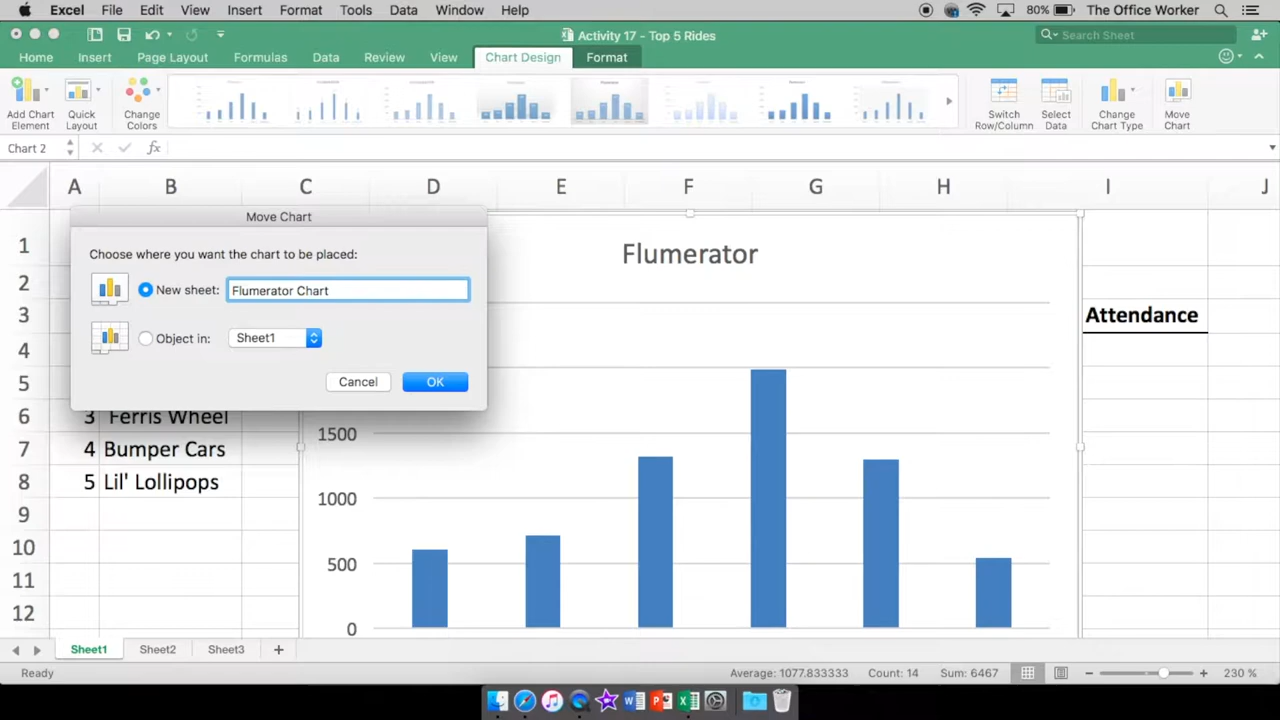 Excel File Edit View Insert Format Tools Data Window Help 80% The Office Worker
Activity 17 - Top 5 Rides
Search Sheet
Home Insert Page Layout Formulas Data Review View Chart Design Format
Add Chart Element
Quick Layout
Change Colors
Switch Row/Column
Select Data
Change Chart Type
Move Chart
Chart 2 fx
A B C D E F G H I J
Move Chart
Choose where you want the chart to be placed:
New sheet: Flumerator Chart
Object in: Sheet1
Cancel OK
Flumerator
1500
1000
500
0
1
2
3 Attendance
4
5
6 3 Ferris Wheel
7 4 Bumper Cars
8 5 Lil' Lollipops
9
10
11
12
Sheet1 Sheet2 Sheet3 +
Ready Average: 1077.833333 Count: 14 Sum: 6467 230 %